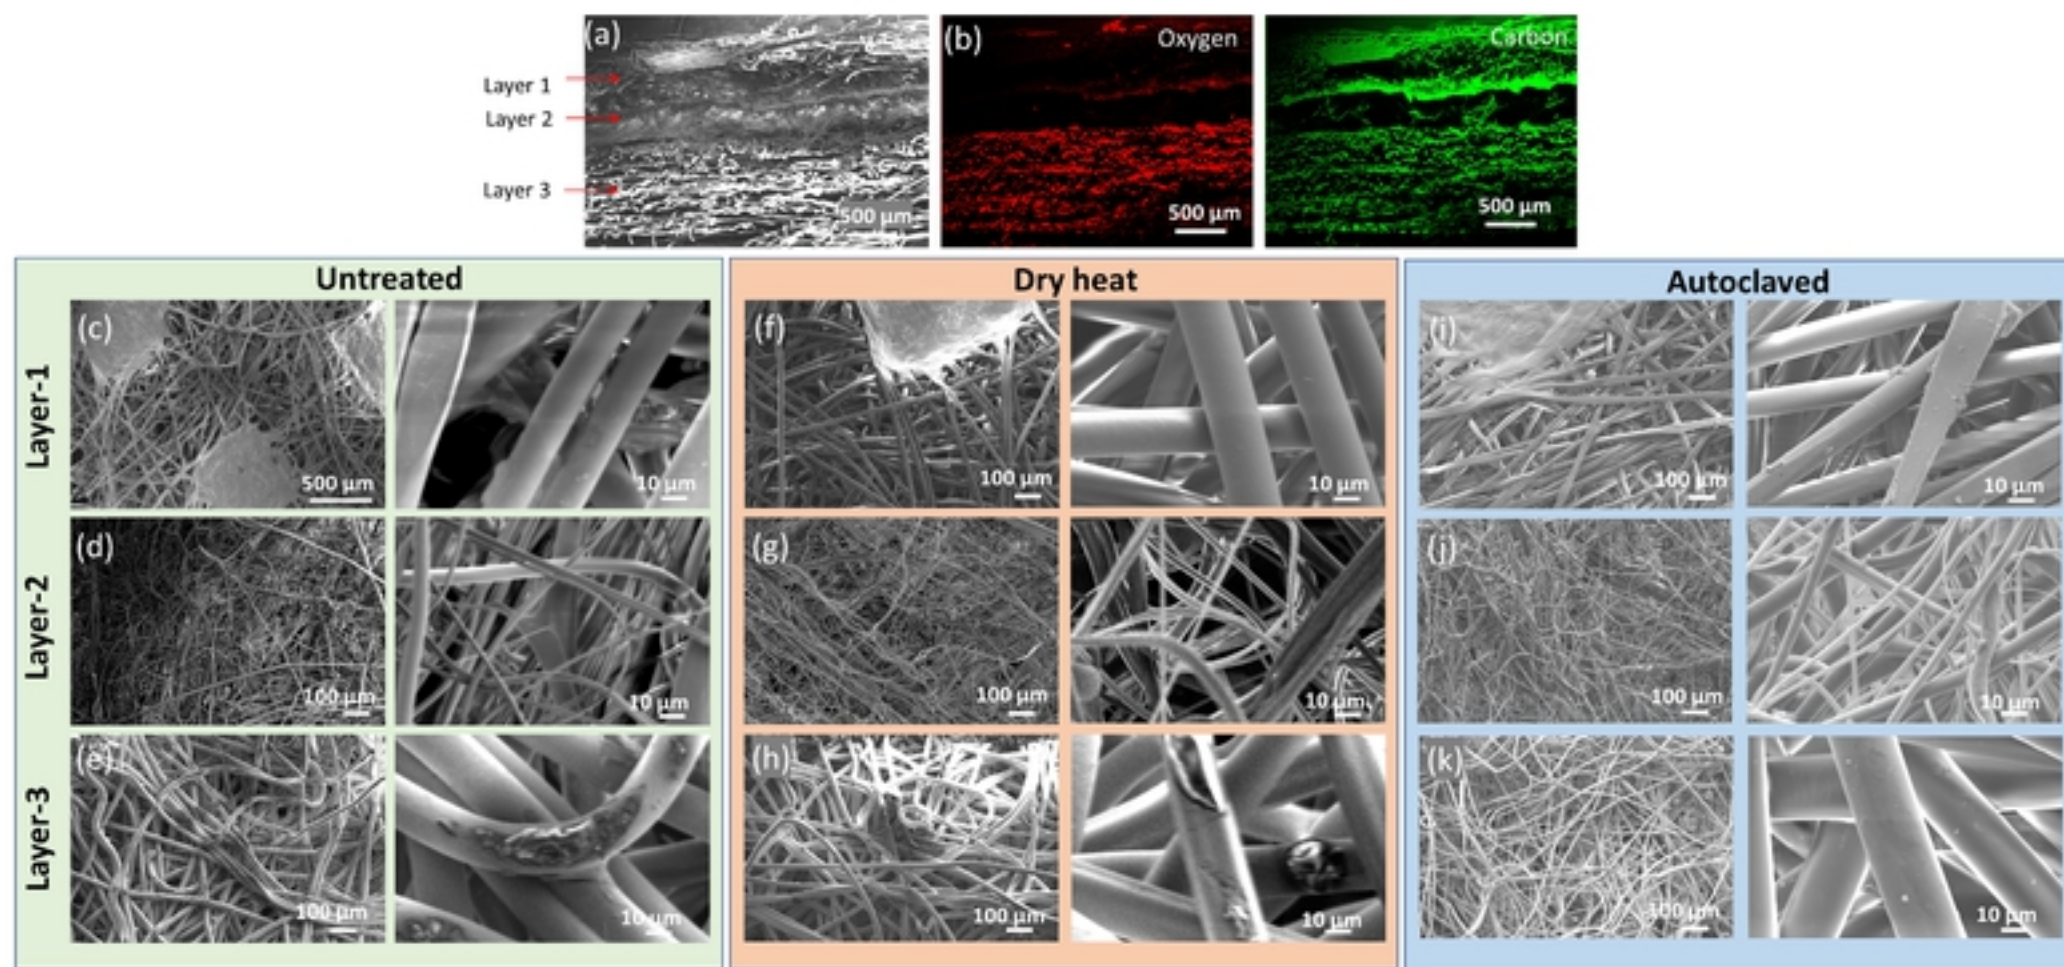 (a)
Layer 1
Layer 2
Layer 3
500 µm
(b)
Oxygen
500 µm
Carbon
500 µm
Untreated
Dry heat
Autoclaved
Layer-1
(c)
500 µm
10 µm
(f)
100 µm
10 µm
(i)
100 µm
10 µm
Layer-2
(d)
100 µm
10 µm
(g)
100 µm
10 µm
(j)
100 µm
10 µm
Layer-3
(e)
100 µm
10 µm
(h)
100 µm
10 µm
(k)
100 µm
10 µm